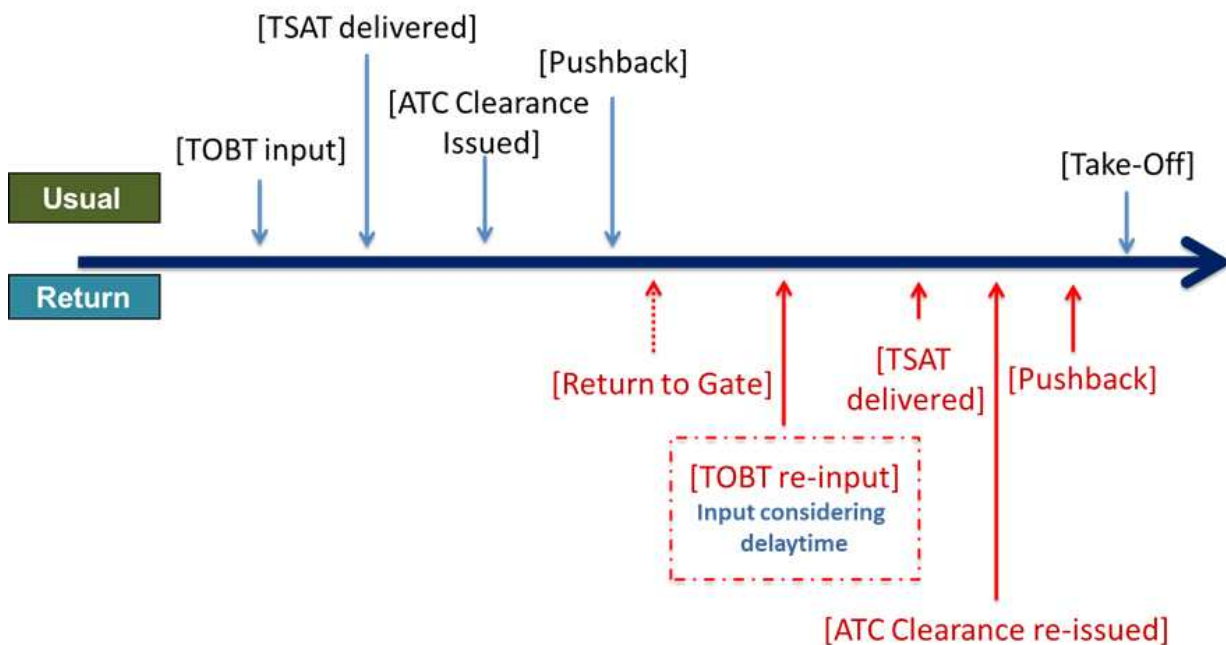 [TSAT delivered]
[Pushback]
[ATC Clearance
Issued]
[TOBT input]
[Take-Off]
Usual
Return
[Return to Gate]
[TSAT
delivered]
[Pushback]
[TOBT re-input]
Input considering
delaytime
[ATC Clearance re-issued]